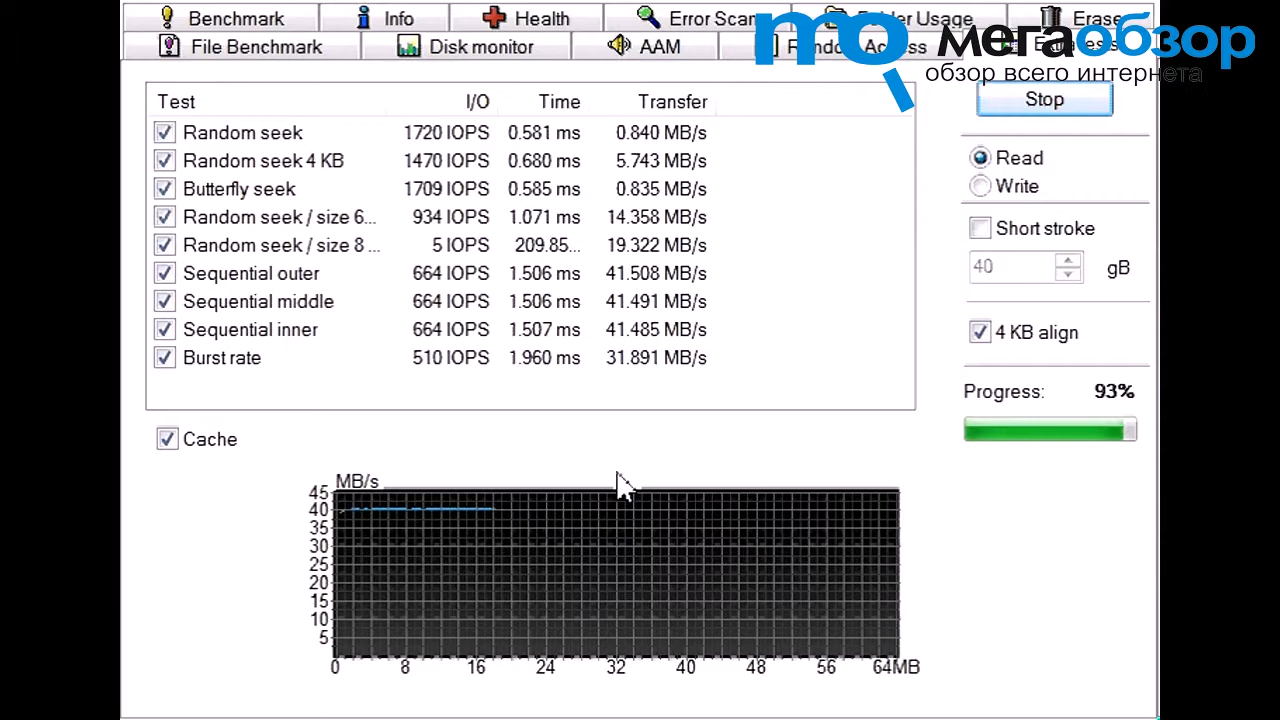 Benchmark Info Health Error Scan Folder Usage Erase
File Benchmark Disk monitor AAM Random Access Extra tests
мегаобзор
обзор всего интернета
Test I/O Time Transfer
Random seek 1720 IOPS 0.581 ms 0.840 MB/s
Random seek 4 KB 1470 IOPS 0.680 ms 5.743 MB/s
Butterfly seek 1709 IOPS 0.585 ms 0.835 MB/s
Random seek / size 6... 934 IOPS 1.071 ms 14.358 MB/s
Random seek / size 8 ... 5 IOPS 209.85... 19.322 MB/s
Sequential outer 664 IOPS 1.506 ms 41.508 MB/s
Sequential middle 664 IOPS 1.506 ms 41.491 MB/s
Sequential inner 664 IOPS 1.507 ms 41.485 MB/s
Burst rate 510 IOPS 1.960 ms 31.891 MB/s
Stop
Read
Write
Short stroke
40 gB
4 KB align
Progress: 93%
Cache
MB/s
45
40
35
30
25
20
15
10
5
0 8 16 24 32 40 48 56 64MB